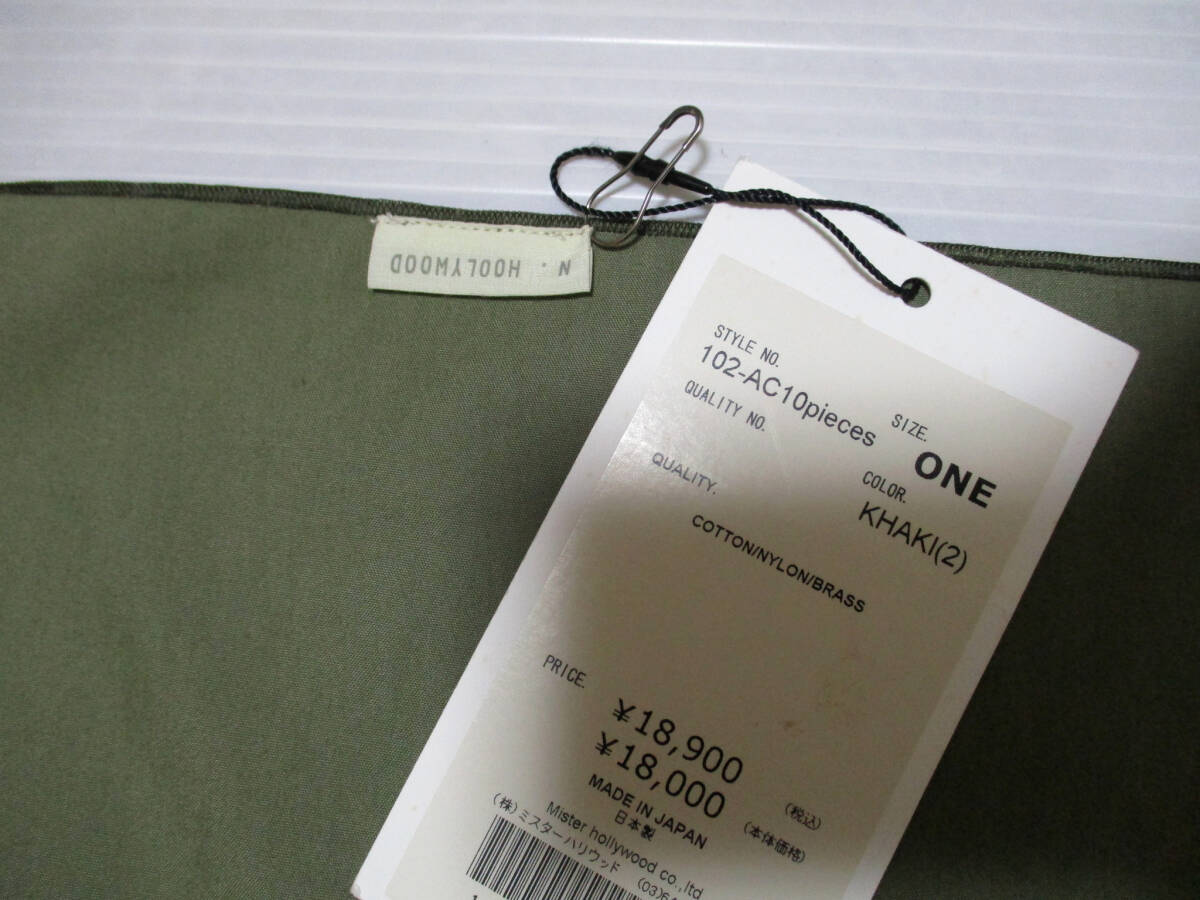 N. HOOLYWOOD
STYLE NO.
102-AC10pieces
SIZE.
ONE
QUALITY NO.
COLOR.
KHAKI(2)
QUALITY.
COTTON/NYLON/BRASS
PRICE.
¥18,900 (税込)
¥18,000 (本体価格)
MADE IN JAPAN
日本製
Mister hollywood co.,ltd
(株)ミスターハリウッド (03)64